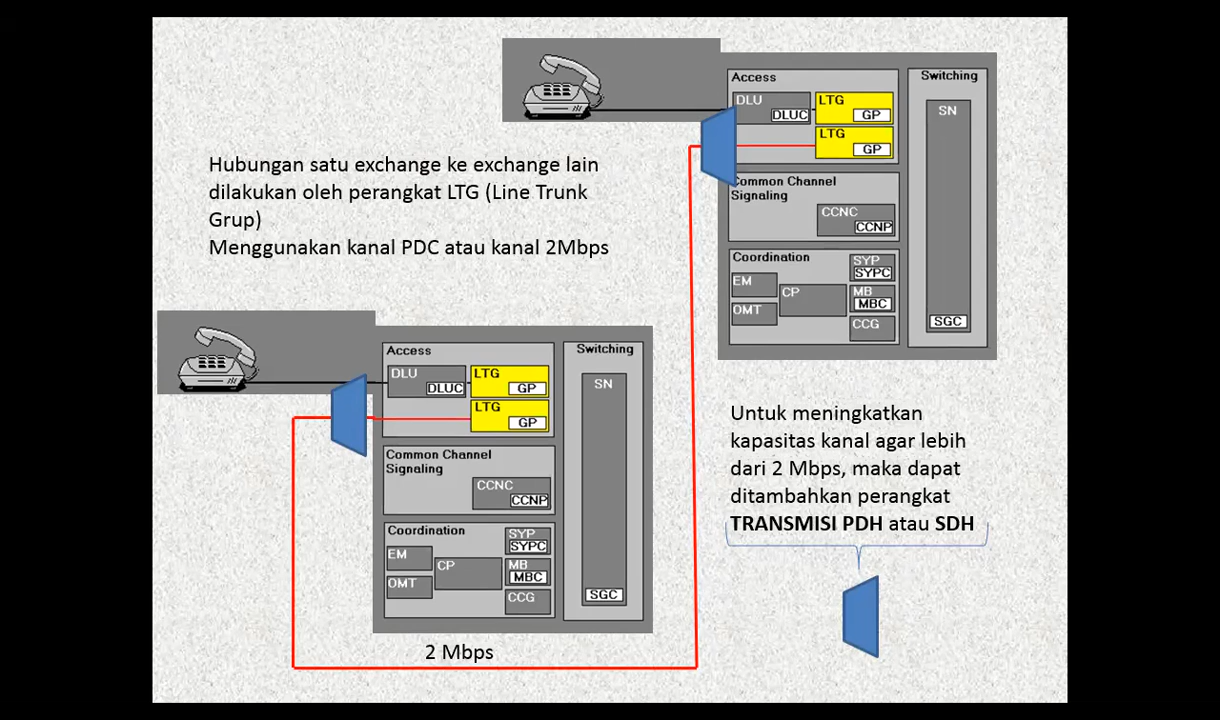 Access
Switching
DLU
DLUC
LTG
GP
LTG
GP
SN
Common Channel
Signaling
CCNC
CCNP
Coordination
EM
OMT
CP
SYP
SYPC
MB
MBC
CCG
SGC
Hubungan satu exchange ke exchange lain
dilakukan oleh perangkat LTG (Line Trunk
Grup)
Menggunakan kanal PDC atau kanal 2Mbps
Access
Switching
DLU
DLUC
LTG
GP
LTG
GP
SN
Common Channel
Signaling
CCNC
CCNP
Coordination
EM
OMT
CP
SYP
SYPC
MB
MBC
CCG
SGC
2 Mbps
Untuk meningkatkan
kapasitas kanal agar lebih
dari 2 Mbps, maka dapat
ditambahkan perangkat
TRANSMISI PDH atau SDH